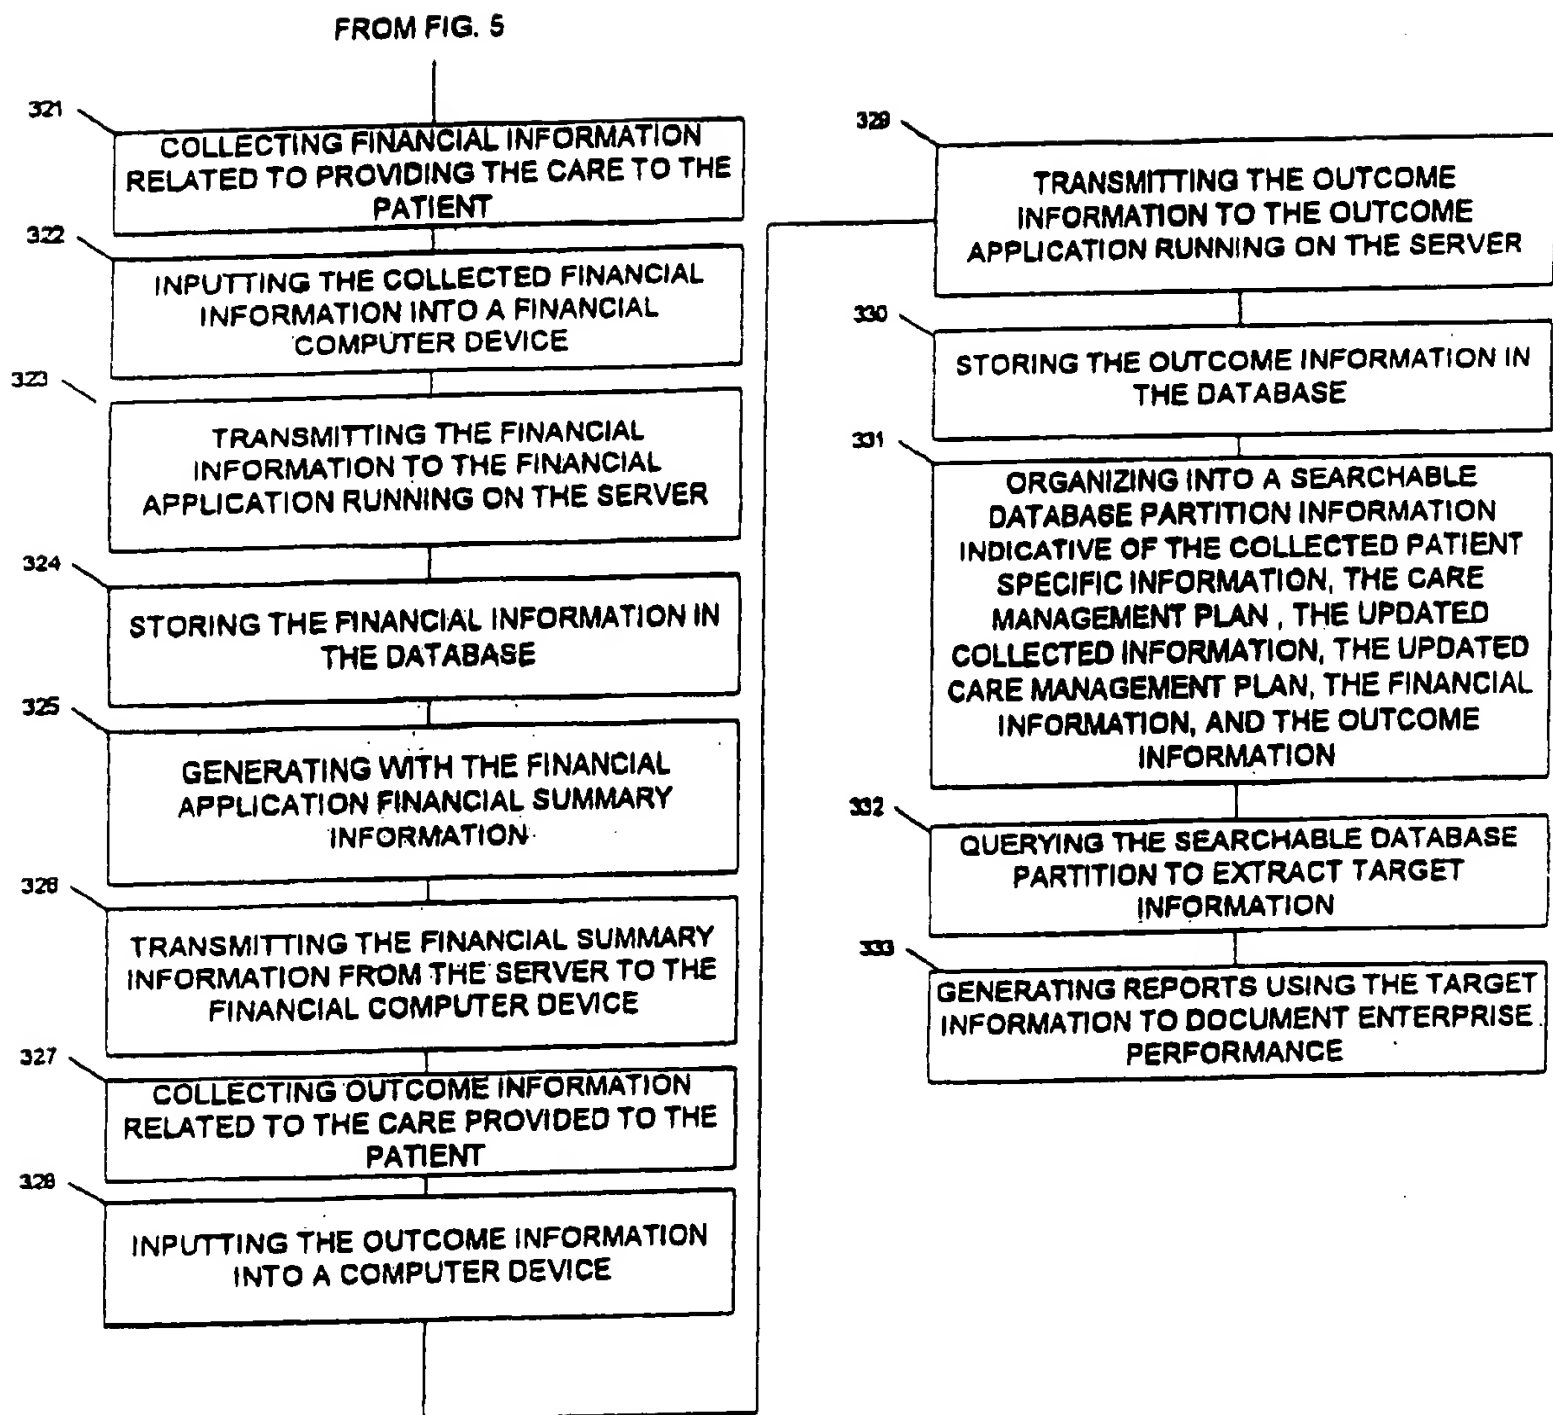 FROM FIG. 5
321
COLLECTING FINANCIAL INFORMATION
RELATED TO PROVIDING THE CARE TO THE
PATIENT
322
INPUTTING THE COLLECTED FINANCIAL
INFORMATION INTO A FINANCIAL
COMPUTER DEVICE
323
TRANSMITTING THE FINANCIAL
INFORMATION TO THE FINANCIAL
APPLICATION RUNNING ON THE SERVER
324
STORING THE FINANCIAL INFORMATION IN
THE DATABASE
325
GENERATING WITH THE FINANCIAL
APPLICATION FINANCIAL SUMMARY
INFORMATION
326
TRANSMITTING THE FINANCIAL SUMMARY
INFORMATION FROM THE SERVER TO THE
FINANCIAL COMPUTER DEVICE
327
COLLECTING OUTCOME INFORMATION
RELATED TO THE CARE PROVIDED TO THE
PATIENT
328
INPUTTING THE OUTCOME INFORMATION
INTO A COMPUTER DEVICE
329
TRANSMITTING THE OUTCOME
INFORMATION TO THE OUTCOME
APPLICATION RUNNING ON THE SERVER
330
STORING THE OUTCOME INFORMATION IN
THE DATABASE
331
ORGANIZING INTO A SEARCHABLE
DATABASE PARTITION INFORMATION
INDICATIVE OF THE COLLECTED PATIENT
SPECIFIC INFORMATION, THE CARE
MANAGEMENT PLAN , THE UPDATED
COLLECTED INFORMATION, THE UPDATED
CARE MANAGEMENT PLAN, THE FINANCIAL
INFORMATION, AND THE OUTCOME
INFORMATION
332
QUERYING THE SEARCHABLE DATABASE
PARTITION TO EXTRACT TARGET
INFORMATION
333
GENERATING REPORTS USING THE TARGET
INFORMATION TO DOCUMENT ENTERPRISE
PERFORMANCE